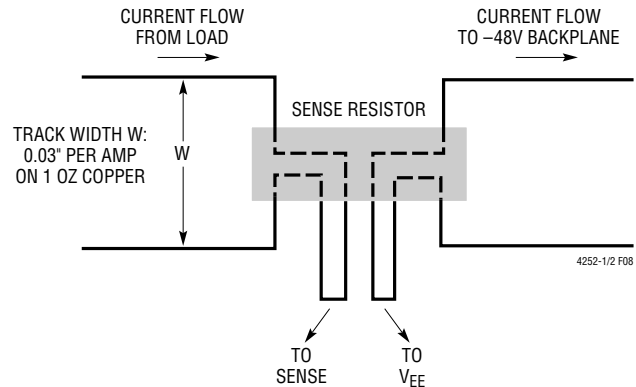 CURRENT FLOW
FROM LOAD
CURRENT FLOW
TO –48V BACKPLANE
SENSE RESISTOR
TRACK WIDTH W:
0.03" PER AMP
ON 1 OZ COPPER
W
4252-1/2 F08
TO
SENSE
TO
VEE